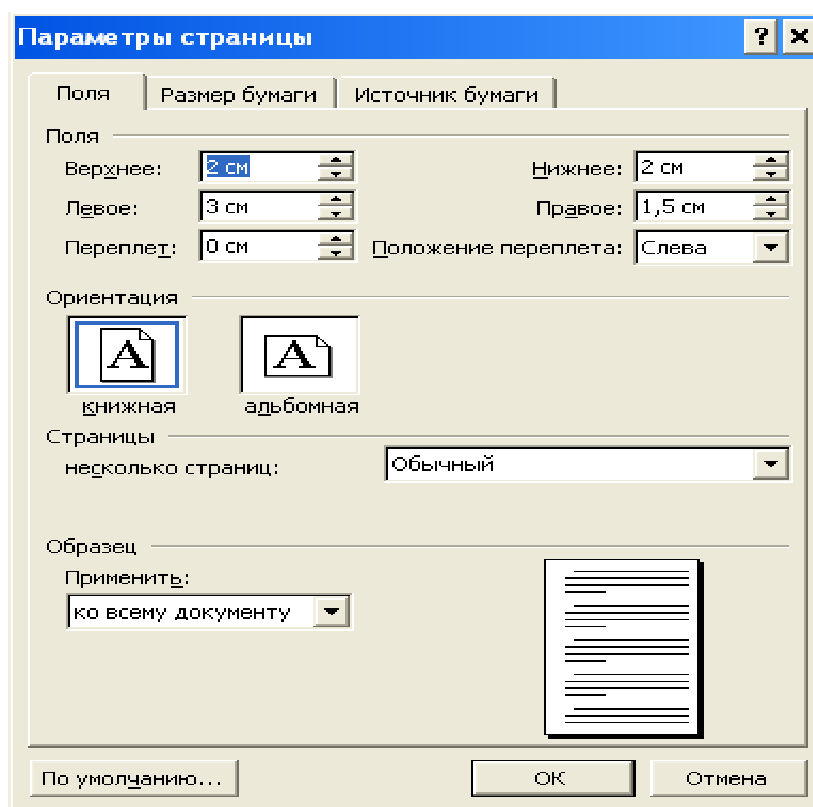 Параметры страницы
Поля Размер бумаги Источник бумаги
Поля
Верхнее: 2 см Нижнее: 2 см
Левое: 3 см Правое: 1,5 см
Переплет: 0 см Положение переплета: Слева
Ориентация
A A
книжная альбомная
Страницы
несколько страниц: Обычный
Образец
Применить:
ко всему документу
По умолчанию... ОК Отмена